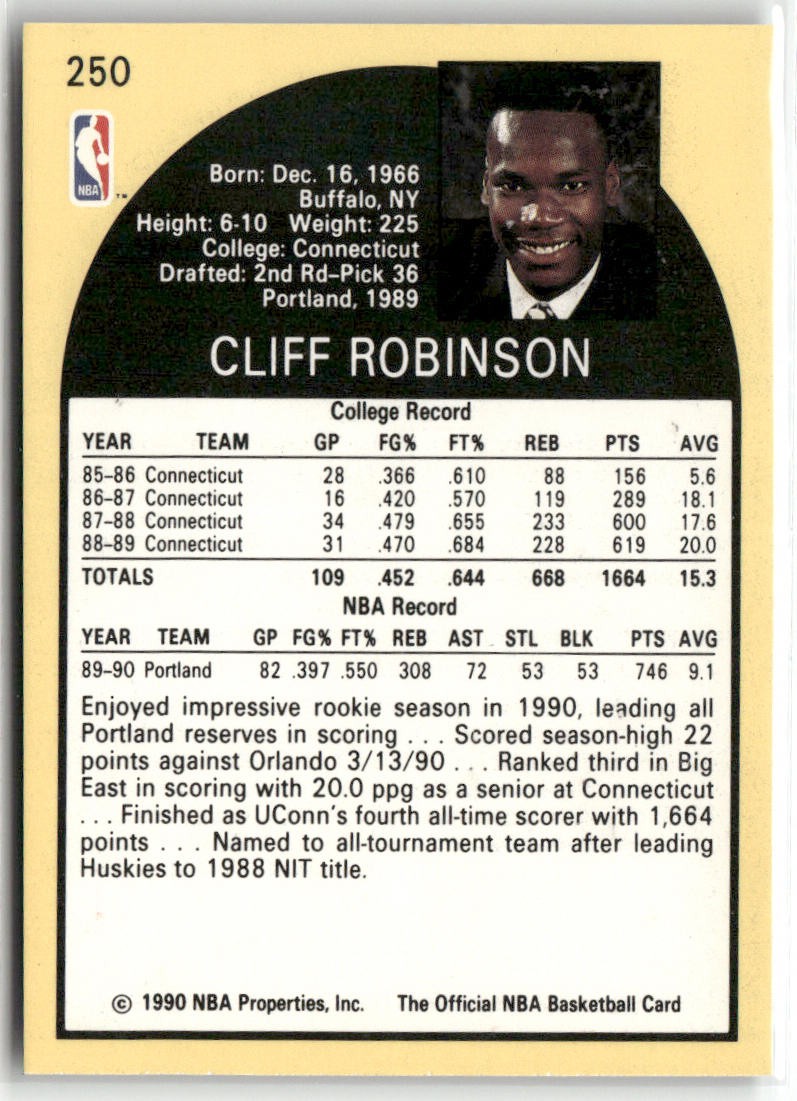 250
NBA
™
Born: Dec. 16, 1966
Buffalo, NY
Height: 6-10 Weight: 225
College: Connecticut
Drafted: 2nd Rd–Pick 36
Portland, 1989
CLIFF ROBINSON
College Record
YEAR TEAM GP FG% FT% REB PTS AVG
85–86 Connecticut 28 .366 .610 88 156 5.6
86–87 Connecticut 16 .420 .570 119 289 18.1
87–88 Connecticut 34 .479 .655 233 600 17.6
88–89 Connecticut 31 .470 .684 228 619 20.0
TOTALS 109 .452 .644 668 1664 15.3
NBA Record
YEAR TEAM GP FG% FT% REB AST STL BLK PTS AVG
89–90 Portland 82 .397 .550 308 72 53 53 746 9.1
Enjoyed impressive rookie season in 1990, leading all
Portland reserves in scoring . . . Scored season-high 22
points against Orlando 3/13/90 . . . Ranked third in Big
East in scoring with 20.0 ppg as a senior at Connecticut
. . . Finished as UConn's fourth all-time scorer with 1,664
points . . . Named to all-tournament team after leading
Huskies to 1988 NIT title.
© 1990 NBA Properties, Inc. The Official NBA Basketball Card